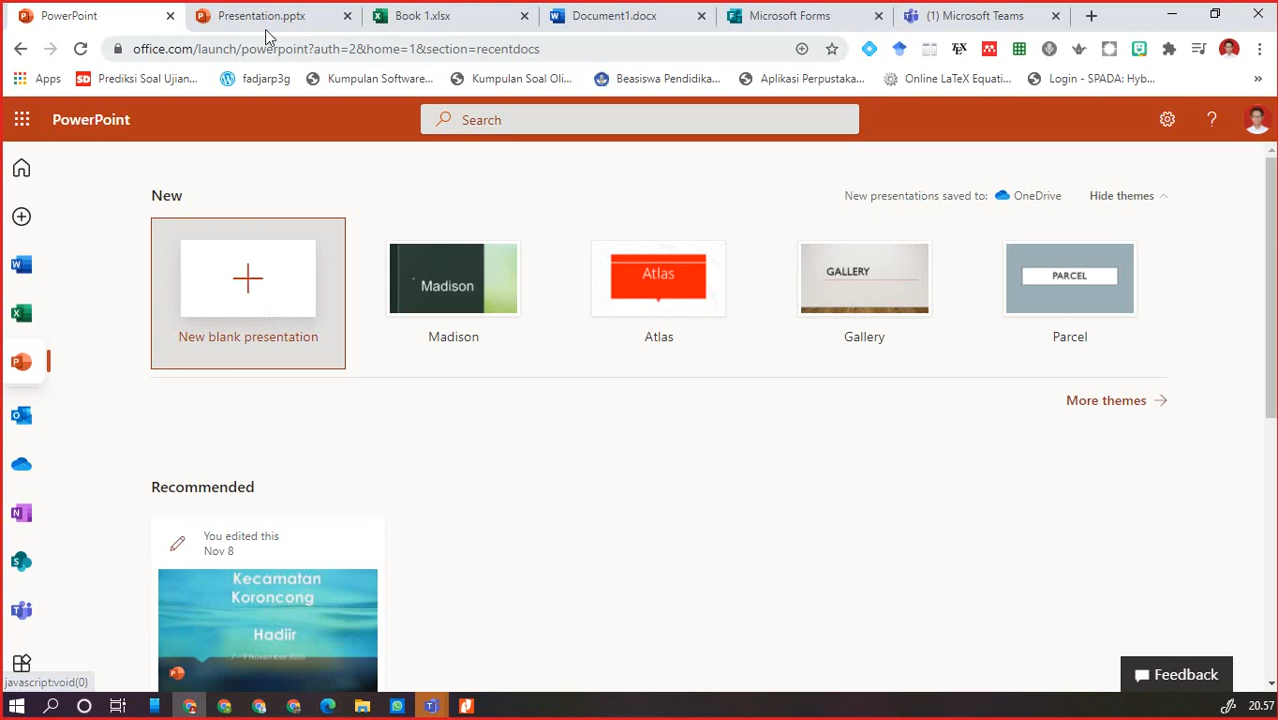 PowerPoint
Presentation.pptx
Book 1.xlsx
Document1.docx
Microsoft Forms
(1) Microsoft Teams
office.com/launch/powerpoint?auth=2&home=1&section=recentdocs
Apps
Prediksi Soal Ujian...
fadjarp3g
Kumpulan Software...
Kumpulan Soal Oli...
Beasiswa Pendidika...
Aplikasi Perpustaka...
Online LaTeX Equati...
Login - SPADA: Hyb...
PowerPoint
Search
New
New presentations saved to: OneDrive
Hide themes
Madison
Atlas
GALLERY
PARCEL
New blank presentation
Madison
Atlas
Gallery
Parcel
More themes
Recommended
You edited this
Nov 8
Kecamatan
Koroncong
Hadiir
7 - 9 November 2020
Feedback
javascript:void(0)
20.57